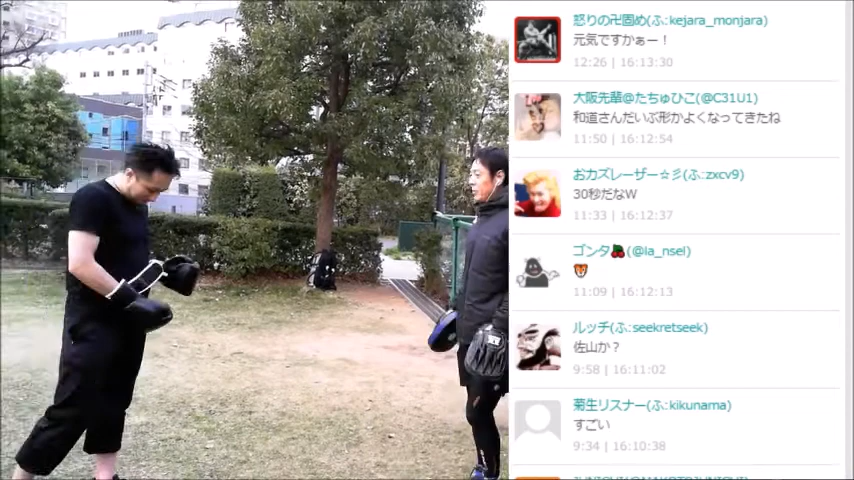 怒りの卍固め(ふ:kejara_monjara)
元気ですかぁー！
12:26 | 16:13:30
大阪先輩@たちゅひこ(@C31U1)
和道さんだいぶ形かよくなってきたね
11:50 | 16:12:54
おカズレーザー☆彡(ふ:zxcv9)
30秒だなW
11:33 | 16:12:37
ゴンタ🍒(@la_nsel)
🐯
11:09 | 16:12:13
ルッチ(ふ:seekretseek)
佐山か？
9:58 | 16:11:02
菊生リスナー(ふ:kikunama)
すごい
9:34 | 16:10:38